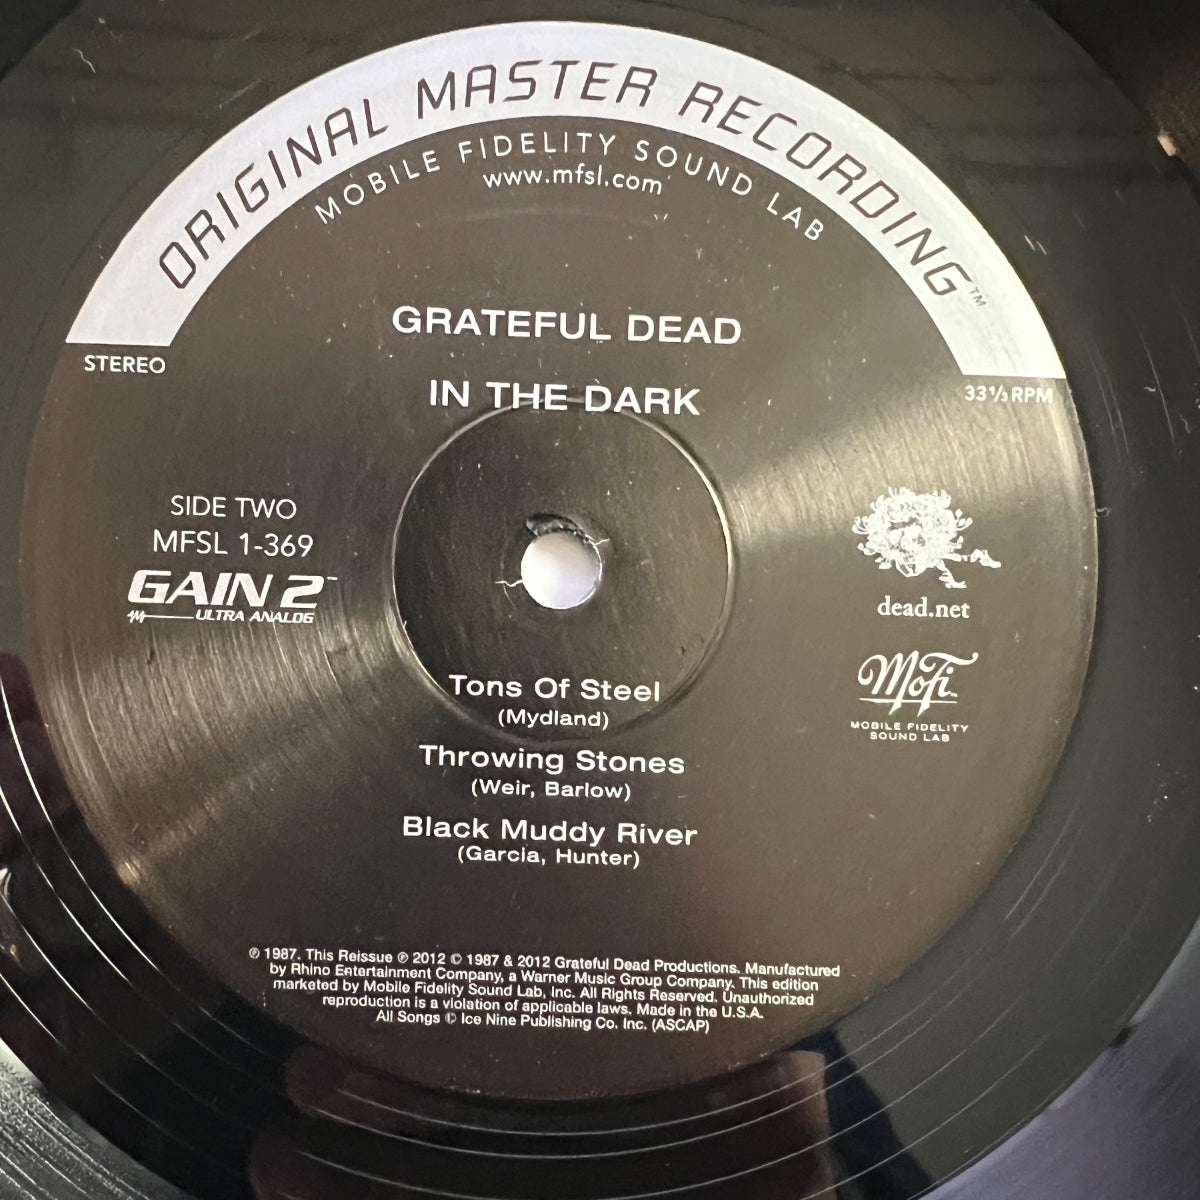 ORIGINAL MASTER RECORDING™
MOBILE FIDELITY SOUND LAB
www.mfsl.com
GRATEFUL DEAD
STEREO
IN THE DARK
33⅓ RPM
SIDE TWO
MFSL 1-369
GAIN 2™
ULTRA ANALOG
dead.net
MoFi™
MOBILE FIDELITY
SOUND LAB
Tons Of Steel
(Mydland)
Throwing Stones
(Weir, Barlow)
Black Muddy River
(Garcia, Hunter)
℗ 1987. This Reissue ℗ 2012 © 1987 & 2012 Grateful Dead Productions. Manufactured
by Rhino Entertainment Company, a Warner Music Group Company. This edition
marketed by Mobile Fidelity Sound Lab, Inc. All Rights Reserved. Unauthorized
reproduction is a violation of applicable laws. Made in the U.S.A.
All Songs © Ice Nine Publishing Co. Inc. (ASCAP)